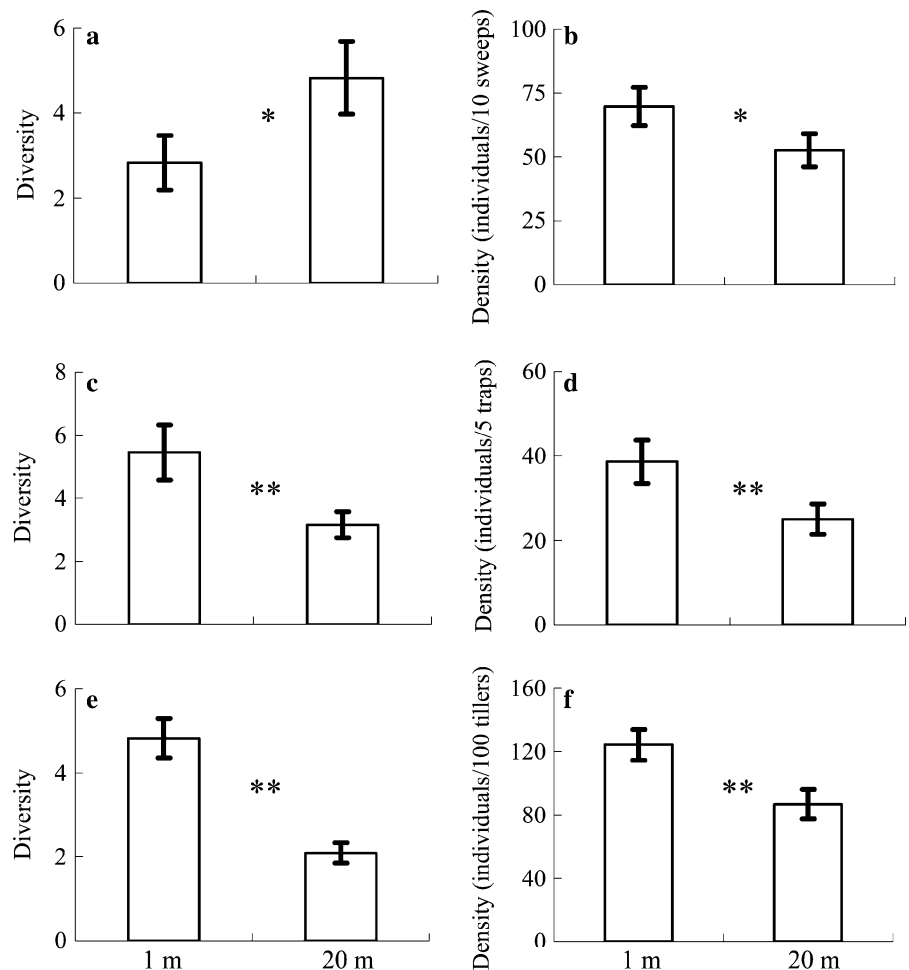 a
6
4
2
0
Diversity
*
b
100
75
50
25
0
Density (individuals/10 sweeps)
*
c
8
6
4
2
0
Diversity
**
d
60
40
20
0
Density (individuals/5 traps)
**
e
6
4
2
0
Diversity
**
1 m
20 m
f
160
120
80
40
0
Density (individuals/100 tillers)
**
1 m
20 m